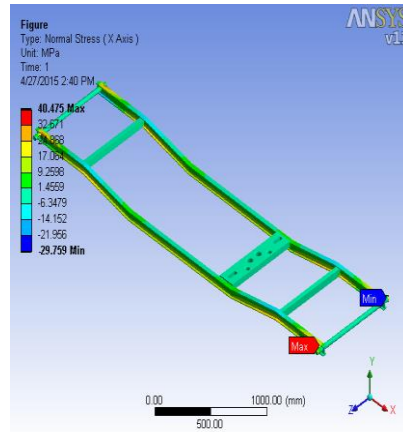 Figure
Type: Normal Stress (X Axis)
Unit: MPa
Time: 1
4/27/2015 2:40 PM
ANSYS
40.475 Max
32.671
24.868
17.064
9.2598
1.4559
-6.3479
-14.152
-21.956
-29.759 Min
Min
Max
0.00
1000.00 (mm)
500.00
Y
Z
X